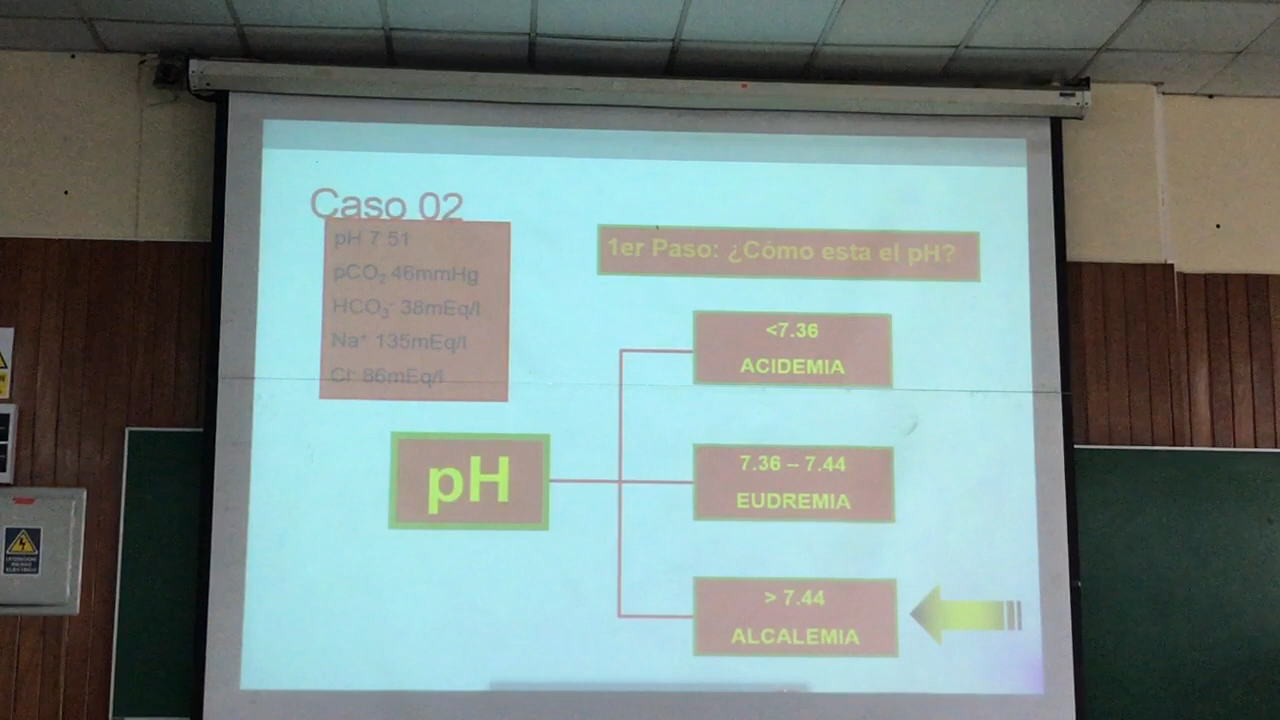 Caso 02
pH 7.51
pCO₂ 46mmHg
HCO₃⁻ 38mEq/l
Na⁺ 135mEq/l
Cl⁻ 86mEq/l
1er Paso: ¿Cómo esta el pH?
pH
<7.36
ACIDEMIA
7.36 – 7.44
EUDREMIA
> 7.44
ALCALEMIA